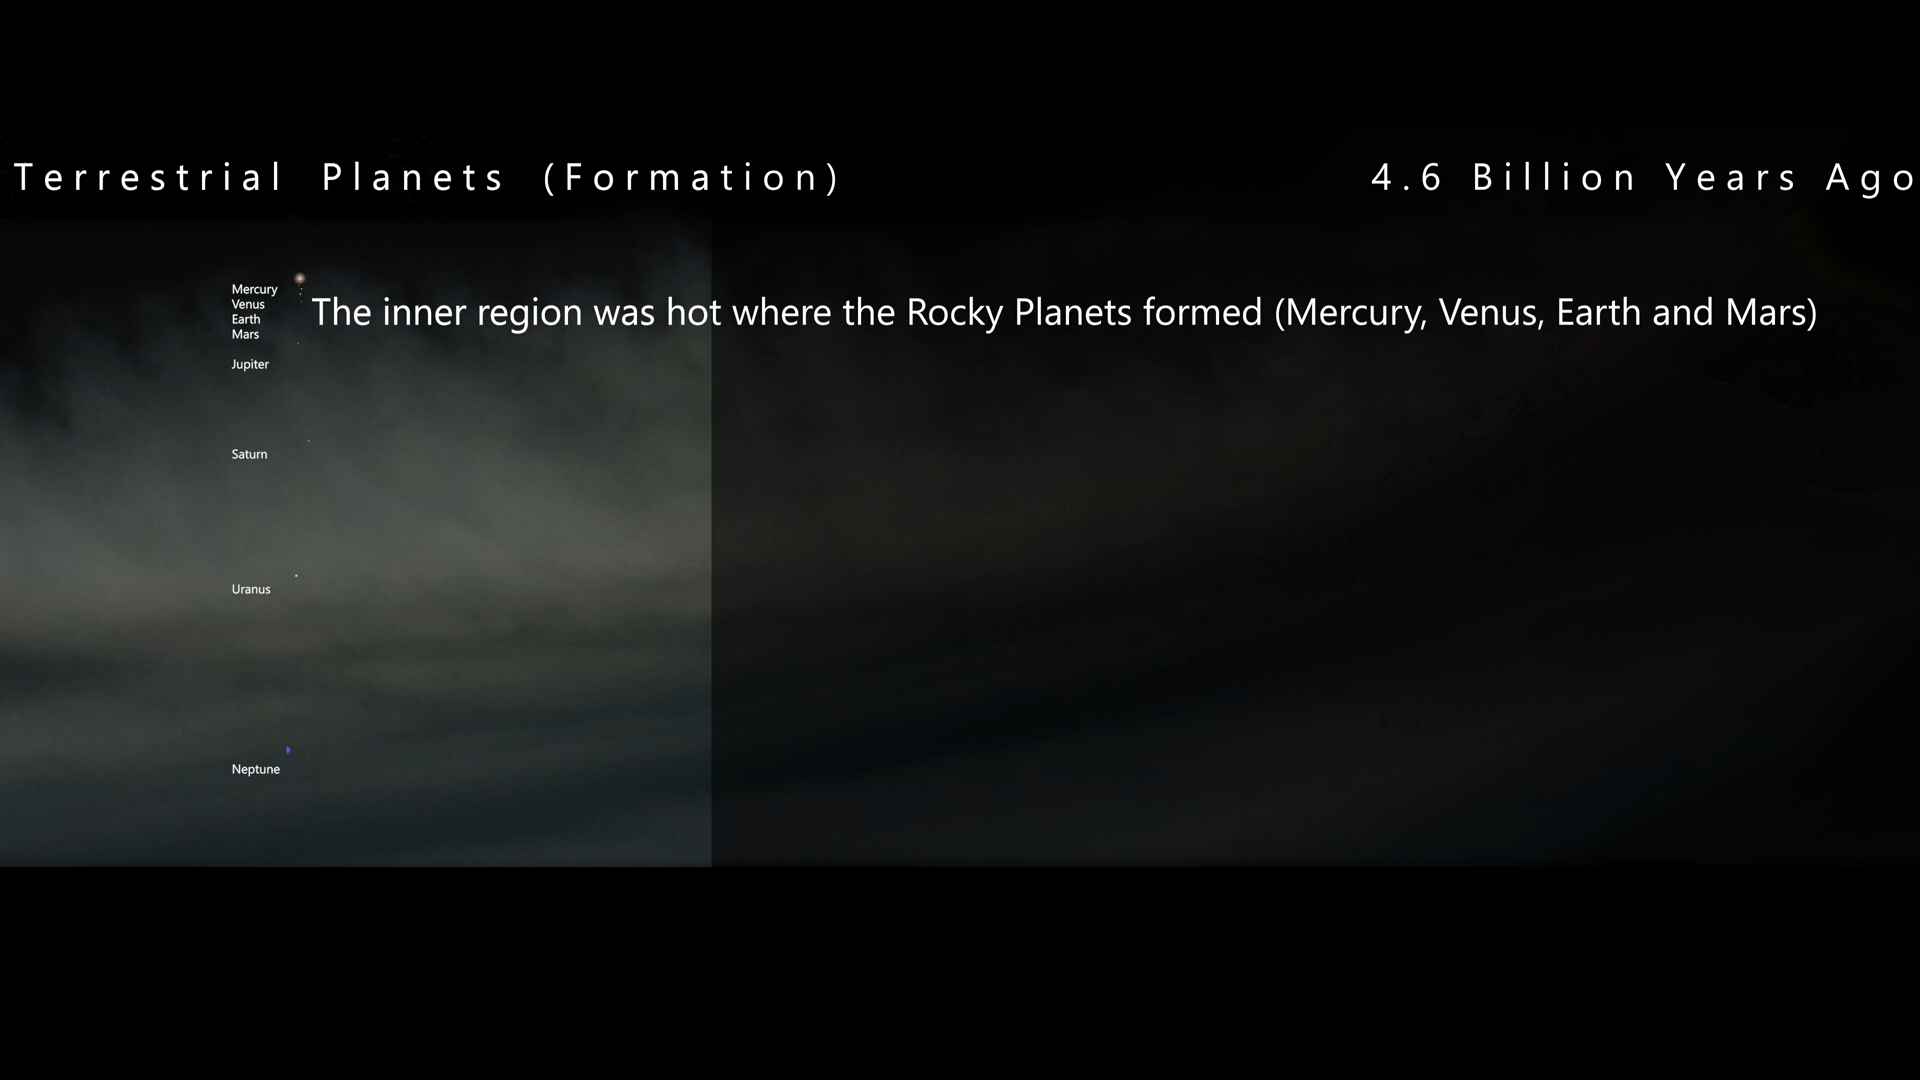 Terrestrial Planets (Formation)
4.6 Billion Years Ago
Mercury
Venus
Earth
Mars
The inner region was hot where the Rocky Planets formed (Mercury, Venus, Earth and Mars)
Jupiter
Saturn
Uranus
Neptune